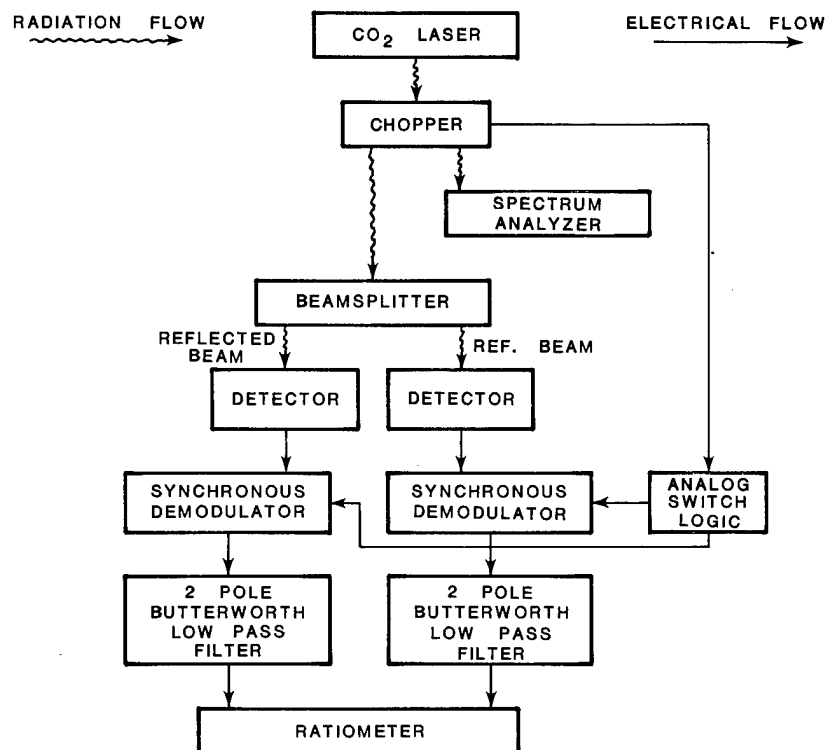 RADIATION FLOW
CO2 LASER
ELECTRICAL FLOW
CHOPPER
SPECTRUM
ANALYZER
BEAMSPLITTER
REFLECTED
BEAM
REF. BEAM
DETECTOR
DETECTOR
SYNCHRONOUS
DEMODULATOR
SYNCHRONOUS
DEMODULATOR
ANALOG
SWITCH
LOGIC
2 POLE
BUTTERWORTH
LOW PASS
FILTER
2 POLE
BUTTERWORTH
LOW PASS
FILTER
RATIOMETER